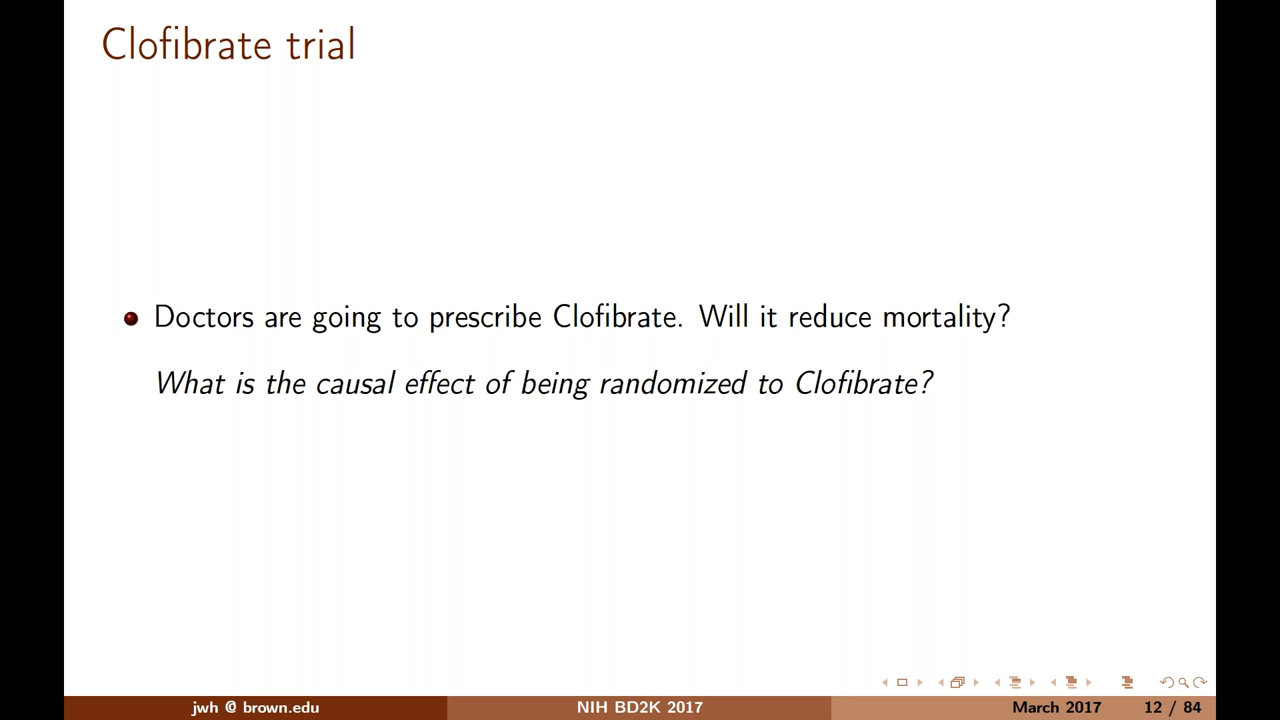 Clofibrate trial
Doctors are going to prescribe Clofibrate. Will it reduce mortality?
What is the causal effect of being randomized to Clofibrate?
jwh @ brown.edu NIH BD2K 2017 March 2017 12 / 84